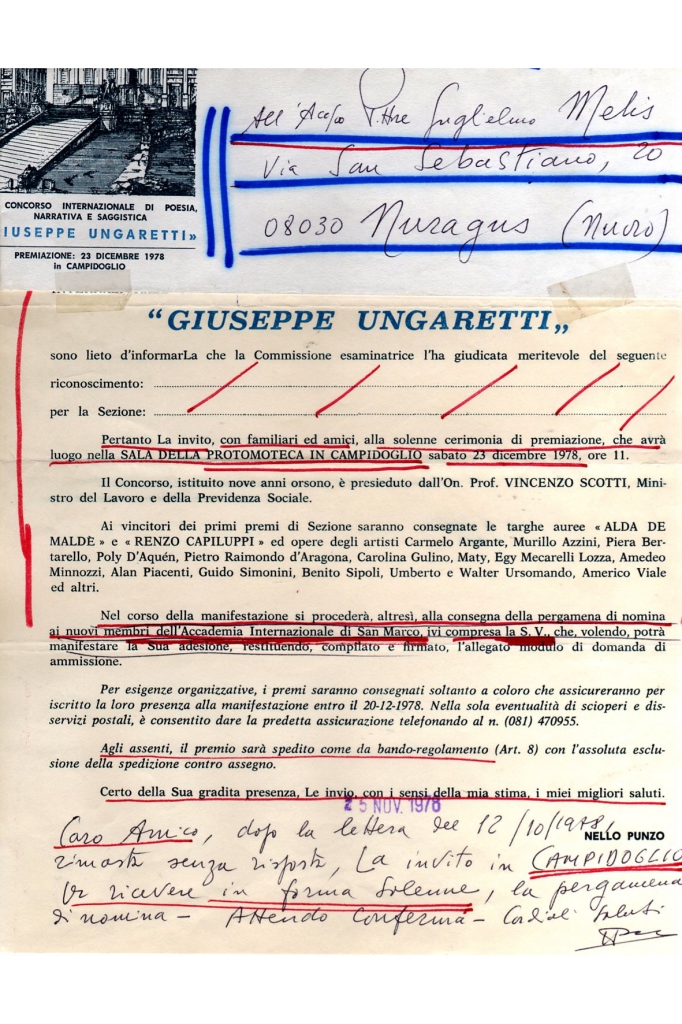 CONCORSO INTERNAZIONALE DI POESIA,
NARRATIVA E SAGGISTICA
IUSEPPE UNGARETTI»
PREMIAZIONE: 23 DICEMBRE 1978
in CAMPIDOGLIO
Guglielmo Melis
Via San Sebastiano, 20
08030 Nuragus (Nuoro)
“GIUSEPPE UNGARETTI„
sono lieto d'informarLa che la Commissione esaminatrice l'ha giudicata meritevole del seguente
riconoscimento:
per la Sezione:
Pertanto La invito, con familiari ed amici, alla solenne cerimonia di premiazione, che avrà
luogo nella SALA DELLA PROTOMOTECA IN CAMPIDOGLIO sabato 23 dicembre 1978, ore 11.
Il Concorso, istituito nove anni orsono, è presieduto dall'On. Prof. VINCENZO SCOTTI, Mini-
stro del Lavoro e della Previdenza Sociale.
Ai vincitori dei primi premi di Sezione saranno consegnate le targhe auree « ALDA DE
MALDÈ » e « RENZO CAPILUPPI » ed opere degli artisti Carmelo Argante, Murillo Azzini, Piera Ber-
tarello, Poly D'Aquén, Pietro Raimondo d'Aragona, Carolina Gulino, Maty, Egy Mecarelli Lozza, Amedeo
Minnozzi, Alan Piacenti, Guido Simonini, Benito Sipoli, Umberto e Walter Ursomando, Americo Viale
ed altri.
Nel corso della manifestazione si procederà, altresì, alla consegna della pergamena di nomina
ai nuovi membri dell'Accademia Internazionale di San Marco, ivi compresa la S. V., che, volendo, potrà
manifestare la Sua adesione, restituendo, compilato e firmato, l'allegato modulo di domanda di
ammissione.
Per esigenze organizzative, i premi saranno consegnati soltanto a coloro che assicureranno per
iscritto la loro presenza alla manifestazione entro il 20-12-1978. Nella sola eventualità di scioperi e dis-
servizi postali, è consentito dare la predetta assicurazione telefonando al n. (081) 470955.
Agli assenti, il premio sarà spedito come da bando-regolamento (Art. 8) con l'assoluta esclu-
sione della spedizione contro assegno.
Certo della Sua gradita presenza, Le invio, con i sensi della mia stima, i miei migliori saluti.
25 NOV. 1978
NELLO PUNZO
Caro Amico, dopo la lettera del 12/10/1978,
rimasta senza risposta, La invito in CAMPIDOGLIO
ricevere in forma solenne, la pergamena
di nomina - Attendo conferma - Cordiali saluti